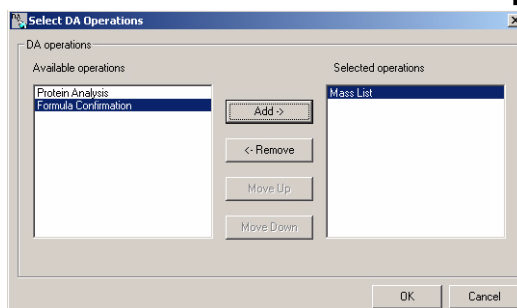 Select DA Operations
DA operations
Available operations
Selected operations
Protein Analysis
Formula Confirmation
Mass List
Add ->
<- Remove
Move Up
Move Down
OK
Cancel